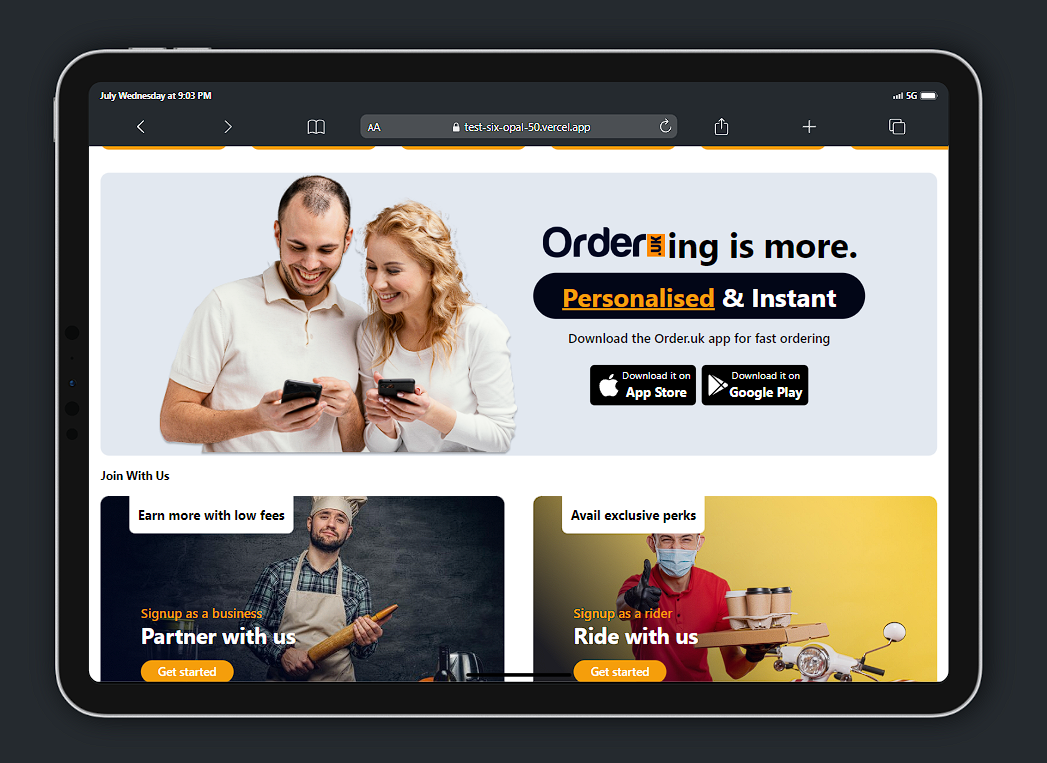 July Wednesday at 9:03 PM
5G
AA test-six-opal-50.vercel.app
Order.UKing is more.
Personalised & Instant
Download the Order.uk app for fast ordering
Download it on
App Store
Download it on
Google Play
Join With Us
Earn more with low fees
Signup as a business
Partner with us
Get started
Avail exclusive perks
Signup as a rider
Ride with us
Get started